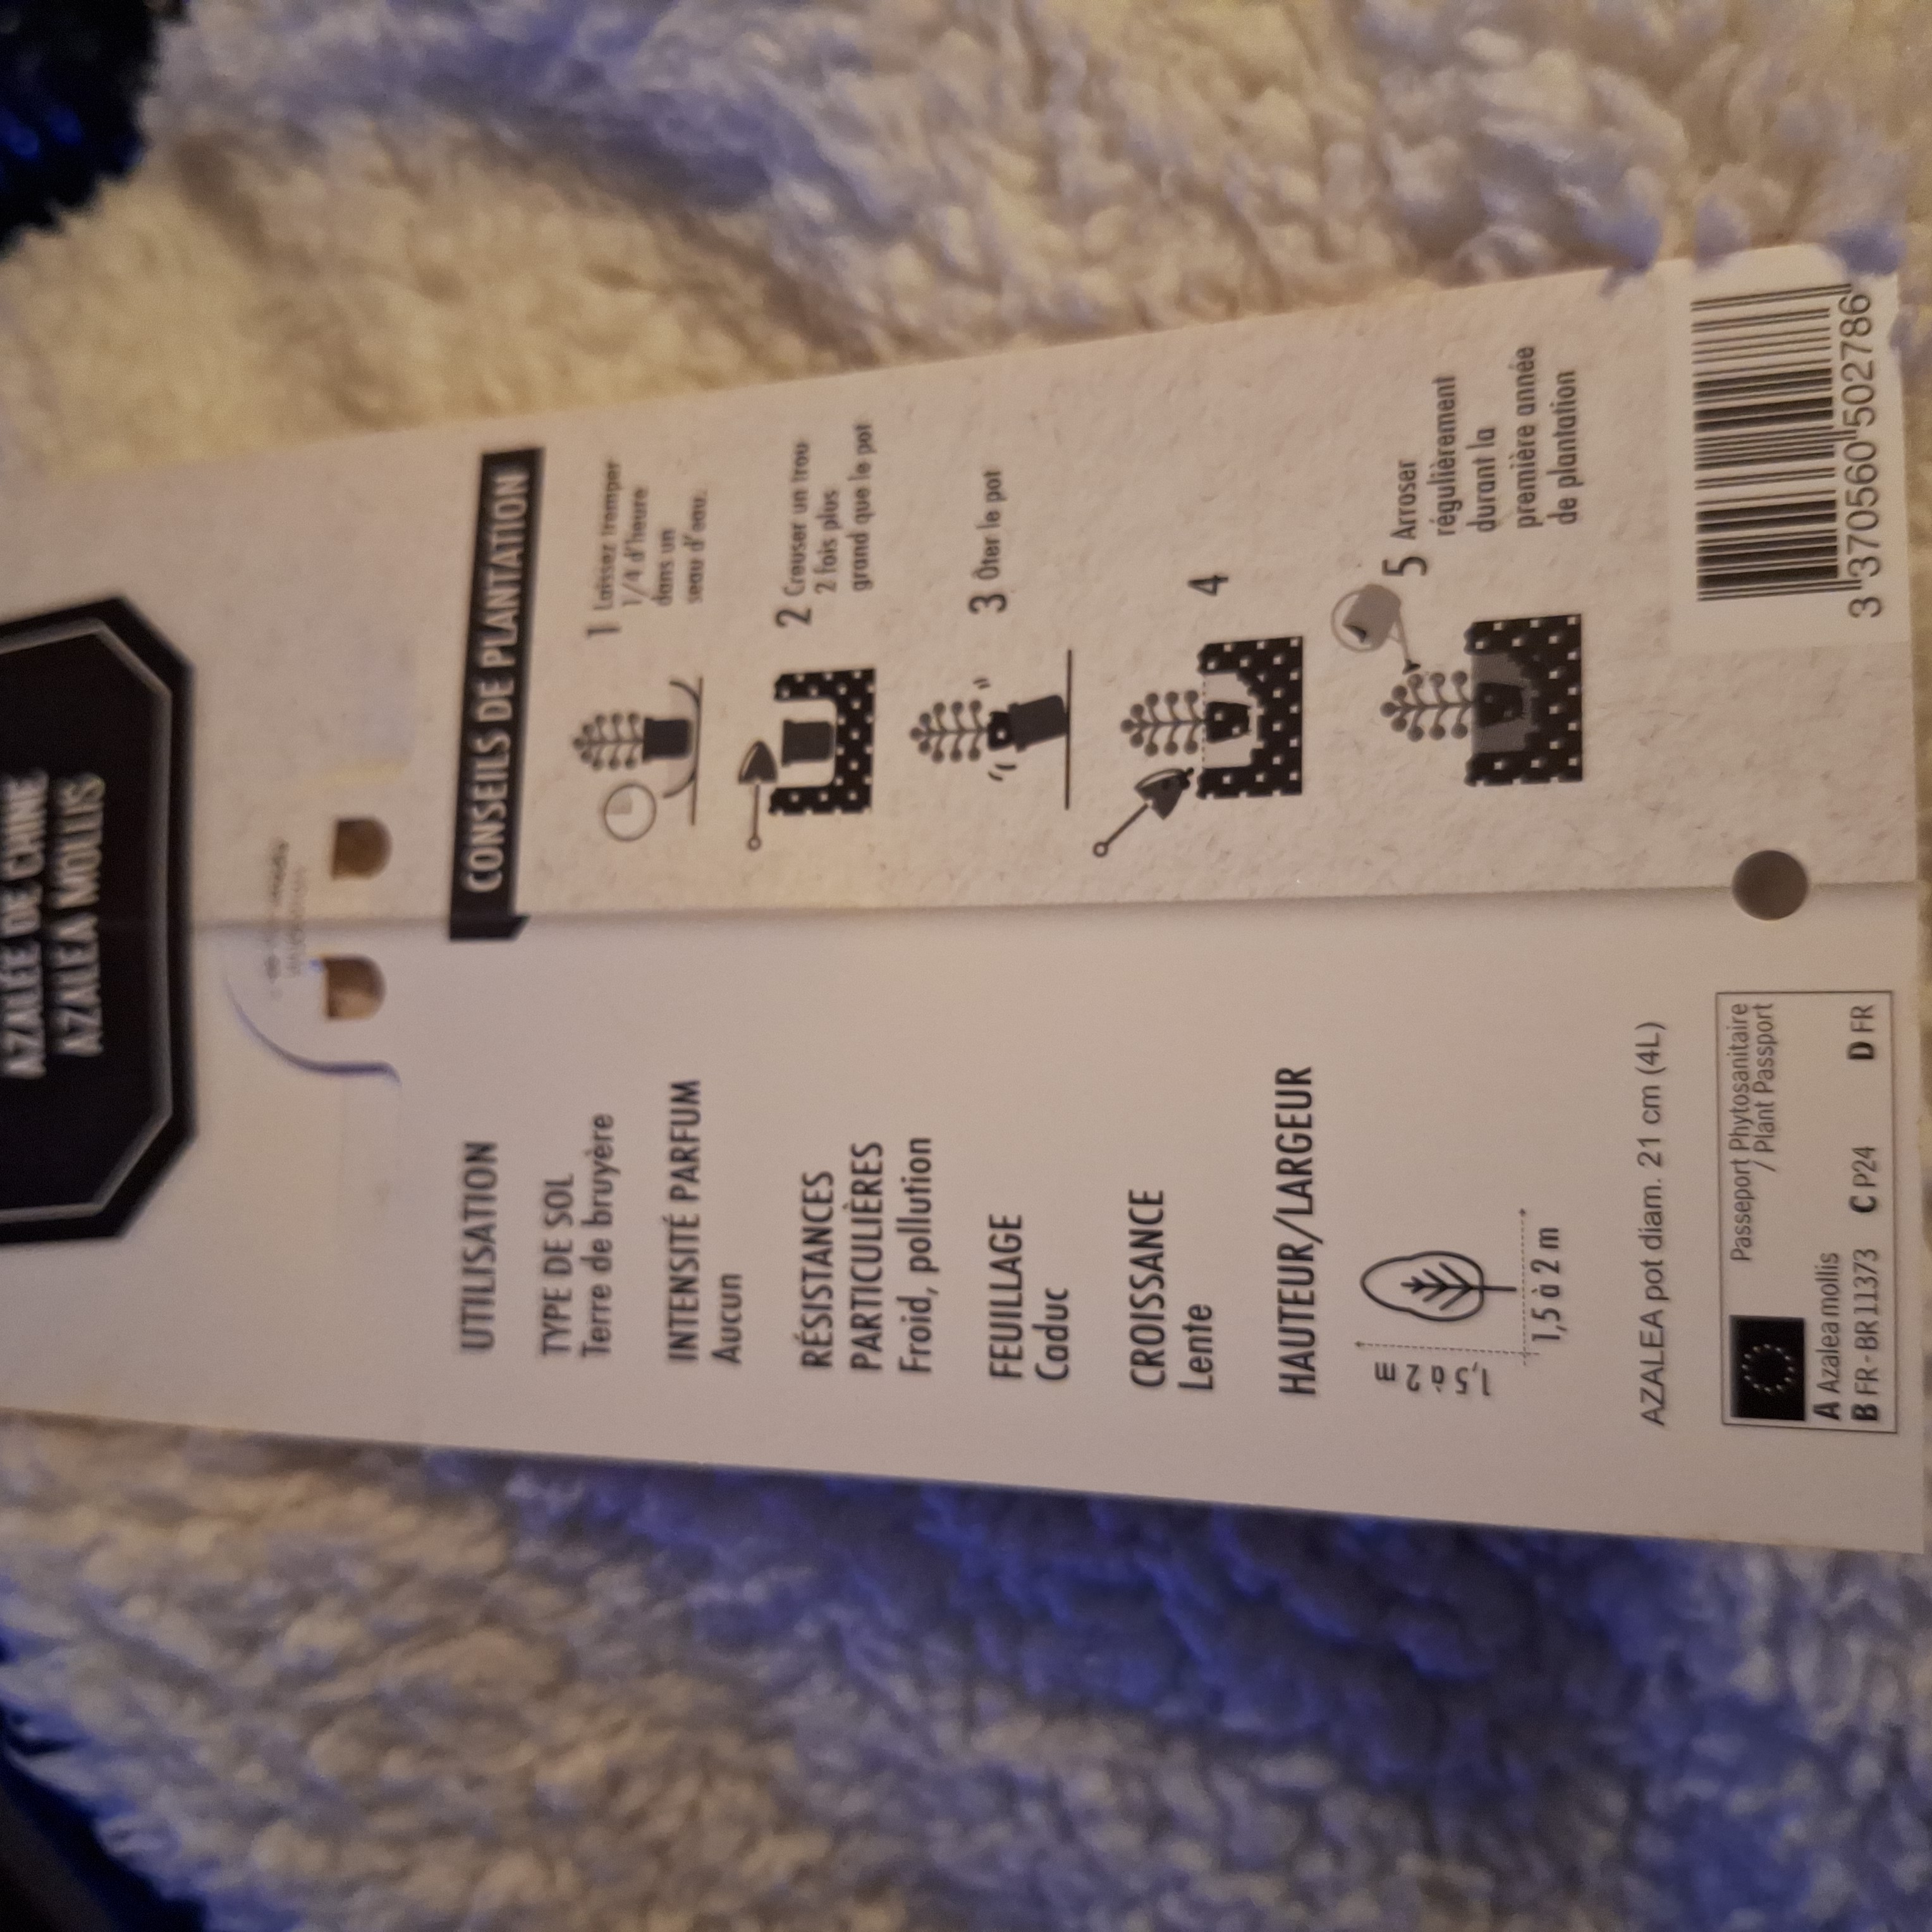 AZALÉE DE CHINE
AZALEA MOLLIS
UTILISATION
TYPE DE SOL
Terre de bruyère
INTENSITÉ PARFUM
Aucun
RÉSISTANCES
PARTICULIÈRES
Froid, pollution
FEUILLAGE
Caduc
CROISSANCE
Lente
HAUTEUR/LARGEUR
1,5 à 2 m
1,5 à 2 m
AZALEA pot diam. 21 cm (4L)
Passeport Phytosanitaire
/ Plant Passport
A Azalea mollis
B FR-BR11373 C P24 D FR
CONSEILS DE PLANTATION
1 Laissez tremper
1/4 d'heure
dans un
seau d'eau.
2 Creuser un trou
2 fois plus
grand que le pot
3 Ôter le pot
4
5 Arroser
régulièrement
durant la
première année
de plantation
3 370560 502786